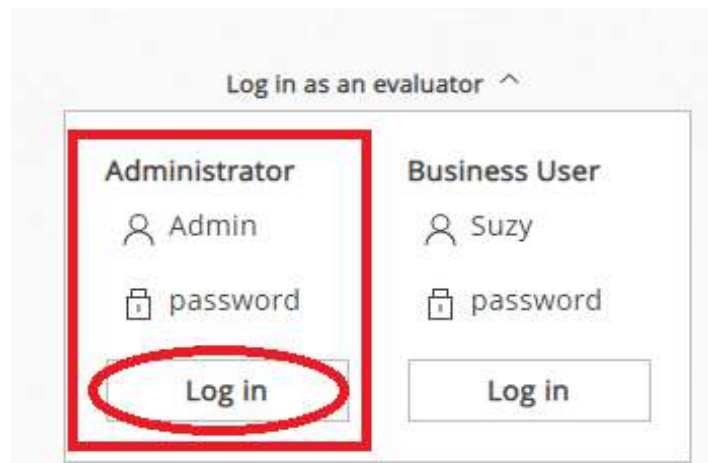 Log in as an evaluator
Administrator
Admin
password
Log in
Business User
Suzy
password
Log in